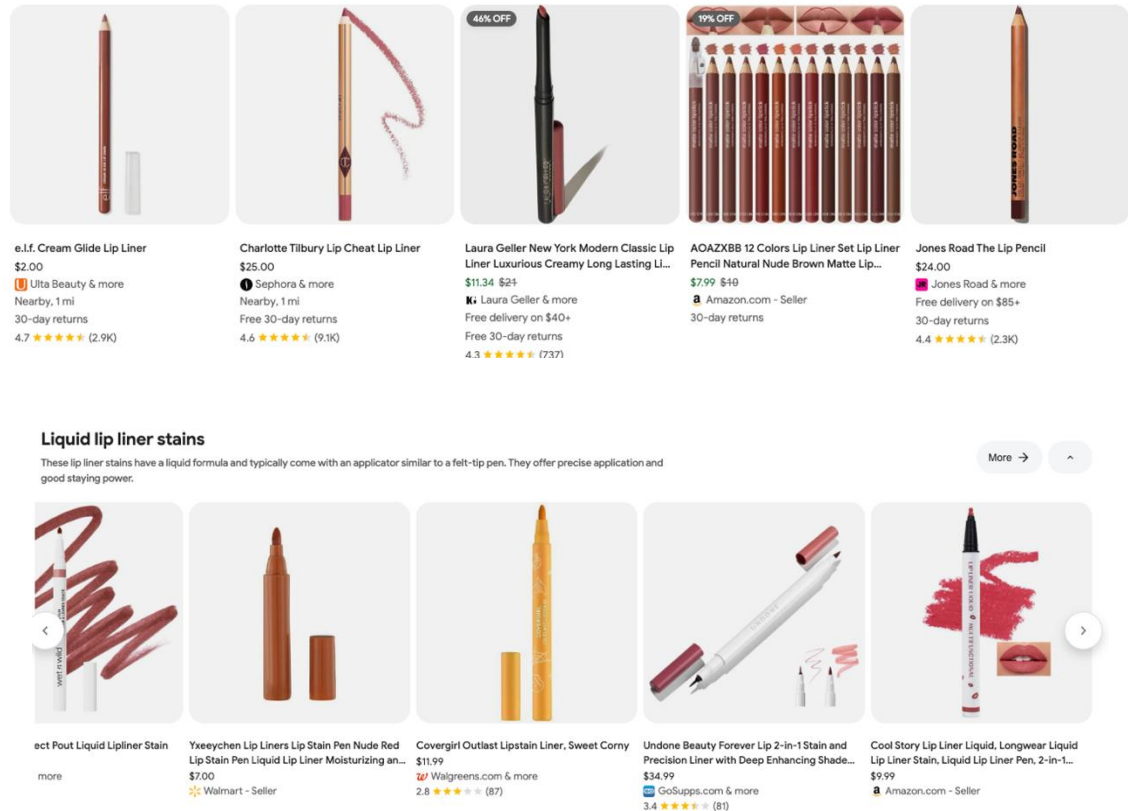 46% OFF
19% OFF
e.l.f.
JONES ROAD
e.l.f. Cream Glide Lip Liner
$2.00
Ulta Beauty & more
Nearby, 1 mi
30-day returns
4.7 ★★★★★ (2.9K)
Charlotte Tilbury Lip Cheat Lip Liner
$25.00
Sephora & more
Nearby, 1 mi
Free 30-day returns
4.6 ★★★★★ (9.1K)
Laura Geller New York Modern Classic Lip
Liner Luxurious Creamy Long Lasting Li...
$11.34 $21
Laura Geller & more
Free delivery on $40+
Free 30-day returns
4.3 ★★★★★ (737)
AOAZXBB 12 Colors Lip Liner Set Lip Liner
Pencil Natural Nude Brown Matte Lip...
$7.99 $10
Amazon.com - Seller
30-day returns
Jones Road The Lip Pencil
$24.00
JR Jones Road & more
Free delivery on $85+
30-day returns
4.4 ★★★★★ (2.3K)
Liquid lip liner stains
These lip liner stains have a liquid formula and typically come with an applicator similar to a felt-tip pen. They offer precise application and
good staying power.
More →
wet n wild
COVERGIRL
LIP LINER LIQUID MULTIFUNCTIONAL
ect Pout Liquid Lipliner Stain
more
Yxeeychen Lip Liners Lip Stain Pen Nude Red
Lip Stain Pen Liquid Lip Liner Moisturizing an...
$7.00
Walmart - Seller
Covergirl Outlast Lipstain Liner, Sweet Corny
$11.99
Walgreens.com & more
2.8 ★★★★★ (87)
Undone Beauty Forever Lip 2-in-1 Stain and
Precision Liner with Deep Enhancing Shade...
$34.99
GoSupps.com & more
3.4 ★★★★★ (81)
Cool Story Lip Liner Liquid, Longwear Liquid
Lip Liner Stain, Liquid Lip Liner Pen, 2-in-1...
$9.99
Amazon.com - Seller